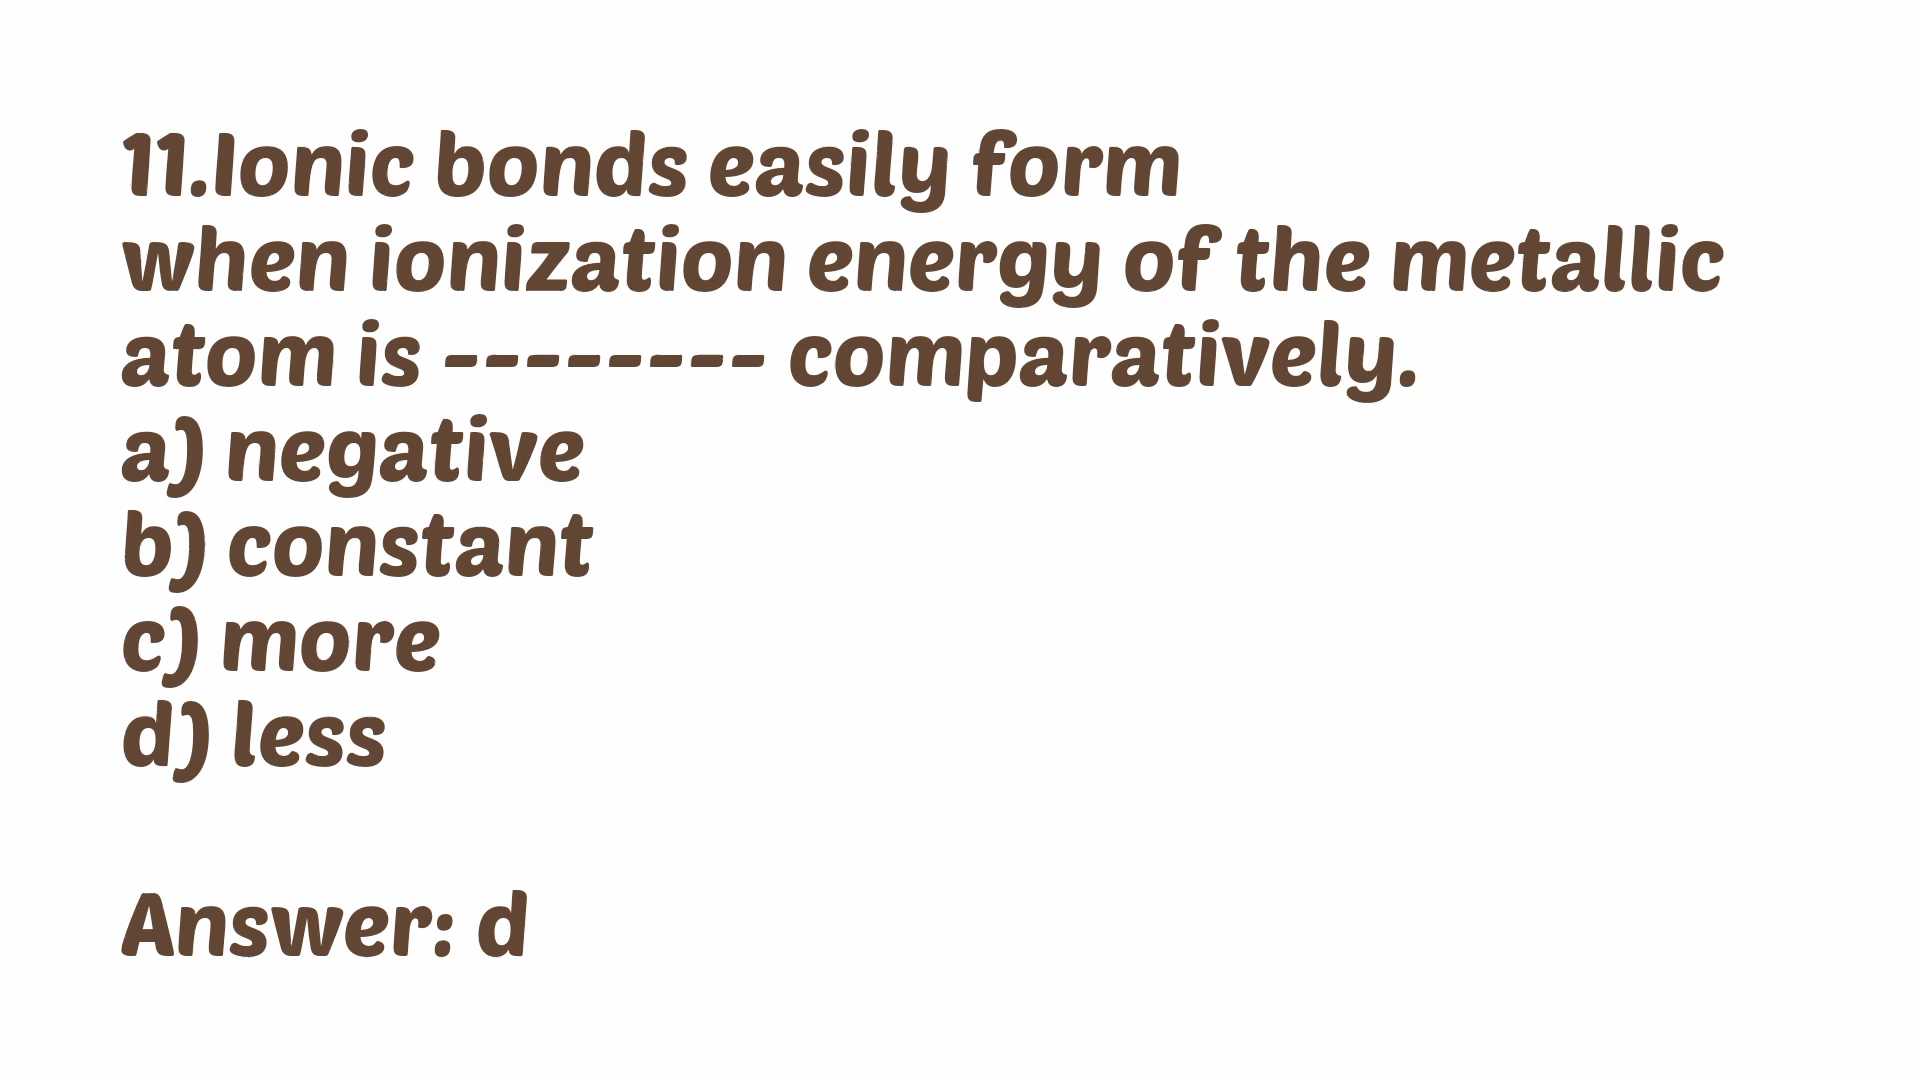 11.Ionic bonds easily form
when ionization energy of the metallic
atom is -------- comparatively.
a) negative
b) constant
c) more
d) less
Answer: d